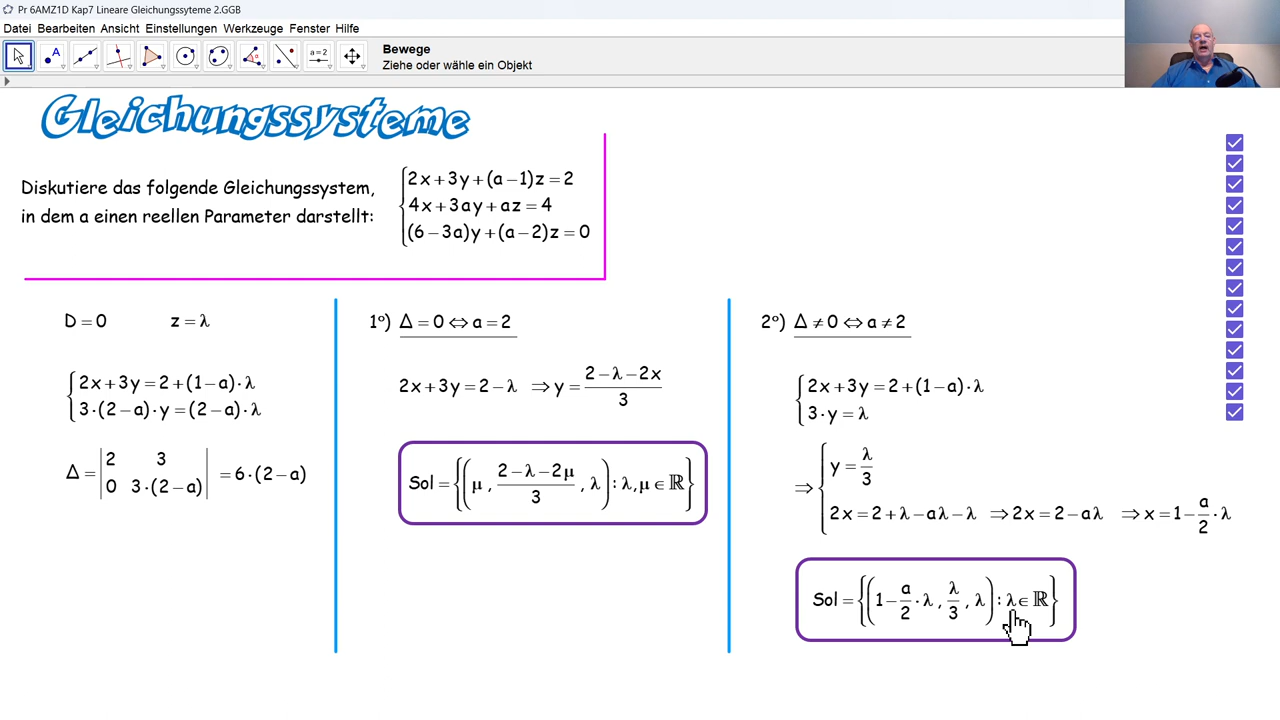 Pr 6AMZ1D Kap7 Lineare Gleichungssyteme 2.GGB
Datei Bearbeiten Ansicht Einstellungen Werkzeuge Fenster Hilfe
A
a=2
Bewege
Ziehe oder wähle ein Objekt
Gleichungssysteme
Diskutiere das folgende Gleichungssystem,
in dem a einen reellen Parameter darstellt:
2x+3y+(a−1)z=2
4x+3ay+az=4
(6−3a)y+(a−2)z=0
D=0 z=λ
2x+3y=2+(1−a)·λ
3·(2−a)·y=(2−a)·λ
Δ=|2 3; 0 3·(2−a)|=6·(2−a)
1º) Δ=0⇔a=2
2x+3y=2−λ ⇒y=(2−λ−2x)/3
Sol={(μ, (2−λ−2μ)/3, λ):λ,μ∈ℝ}
2º) Δ≠0⇔a≠2
2x+3y=2+(1−a)·λ
3·y=λ
⇒ y=λ/3
2x=2+λ−aλ−λ ⇒2x=2−aλ ⇒x=1−a/2·λ
Sol={(1−a/2·λ, λ/3, λ):λ∈ℝ}